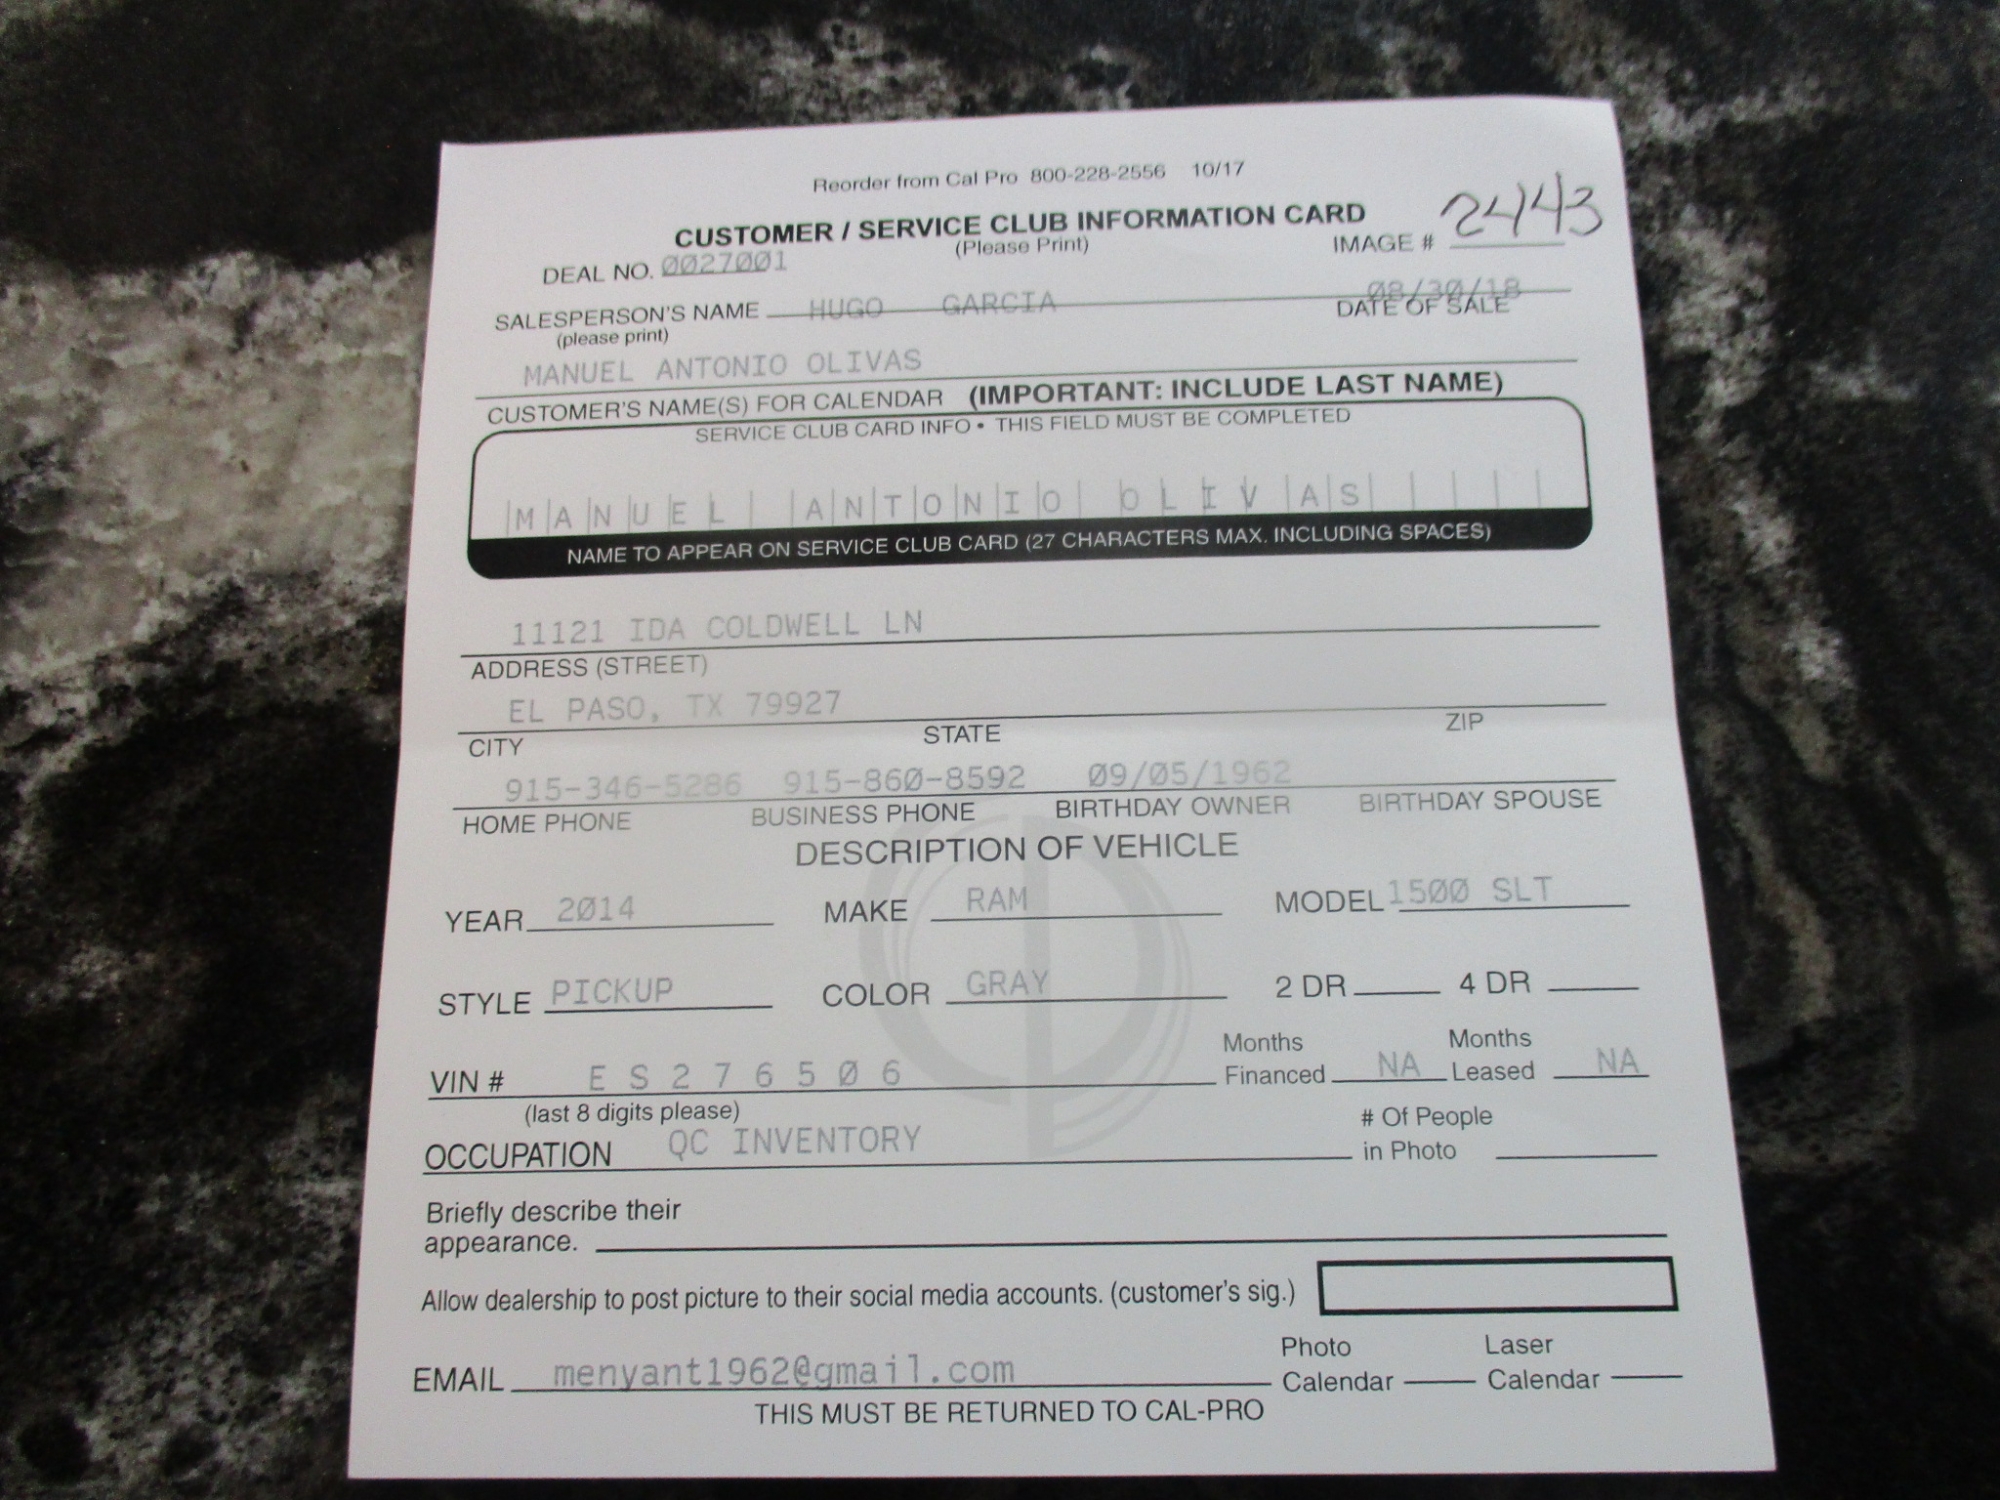 Reorder from Cal Pro 800-228-2556 10/17
CUSTOMER / SERVICE CLUB INFORMATION CARD
(Please Print)
IMAGE # 2443
DEAL NO. 0027001
SALESPERSON'S NAME HUGO GARCIA 08/30/18
(please print) DATE OF SALE
MANUEL ANTONIO OLIVAS
CUSTOMER'S NAME(S) FOR CALENDAR (IMPORTANT: INCLUDE LAST NAME)
SERVICE CLUB CARD INFO • THIS FIELD MUST BE COMPLETED
MANUEL ANTONIO OLIVAS
NAME TO APPEAR ON SERVICE CLUB CARD (27 CHARACTERS MAX. INCLUDING SPACES)
11121 IDA COLDWELL LN
ADDRESS (STREET)
EL PASO, TX 79927
CITY STATE ZIP
915-346-5286 915-860-8592 09/05/1962
HOME PHONE BUSINESS PHONE BIRTHDAY OWNER BIRTHDAY SPOUSE
DESCRIPTION OF VEHICLE
YEAR 2014 MAKE RAM MODEL 1500 SLT
STYLE PICKUP COLOR GRAY 2 DR 4 DR
Months Months
VIN # E S 2 7 6 5 0 6 Financed NA Leased NA
(last 8 digits please) # Of People
OCCUPATION QC INVENTORY in Photo
Briefly describe their
appearance.
Allow dealership to post picture to their social media accounts. (customer's sig.)
Photo Laser
EMAIL menyant1962@gmail.com Calendar Calendar
THIS MUST BE RETURNED TO CAL-PRO